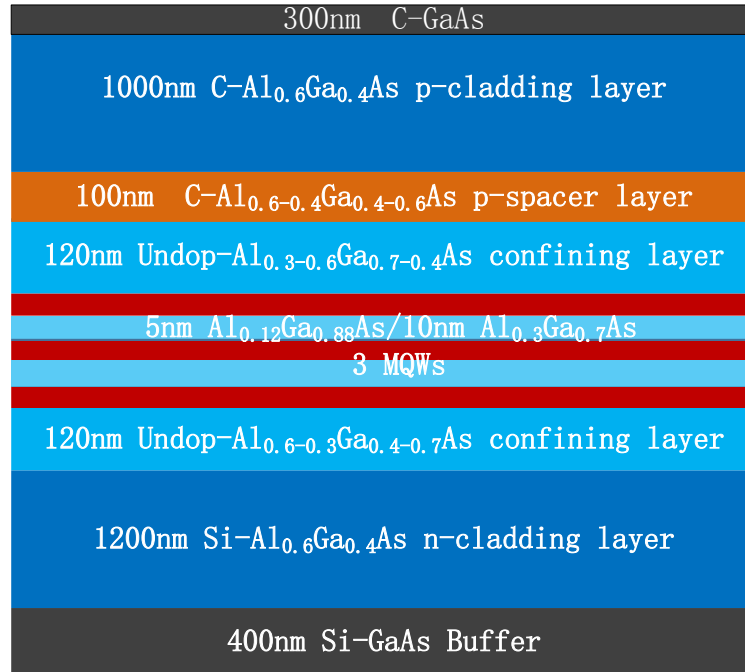 300nm  C-GaAs
1000nm C-Al₀.₆Ga₀.₄As p-cladding layer
100nm  C-Al₀.₆₋₀.₄Ga₀.₄₋₀.₆As p-spacer layer
120nm Undop-Al₀.₃₋₀.₆Ga₀.₇₋₀.₄As confining layer
5nm Al₀.₁₂Ga₀.₈₈As/10nm Al₀.₃Ga₀.₇As
3 MQWs
120nm Undop-Al₀.₆₋₀.₃Ga₀.₄₋₀.₇As confining layer
1200nm Si-Al₀.₆Ga₀.₄As n-cladding layer
400nm Si-GaAs Buffer